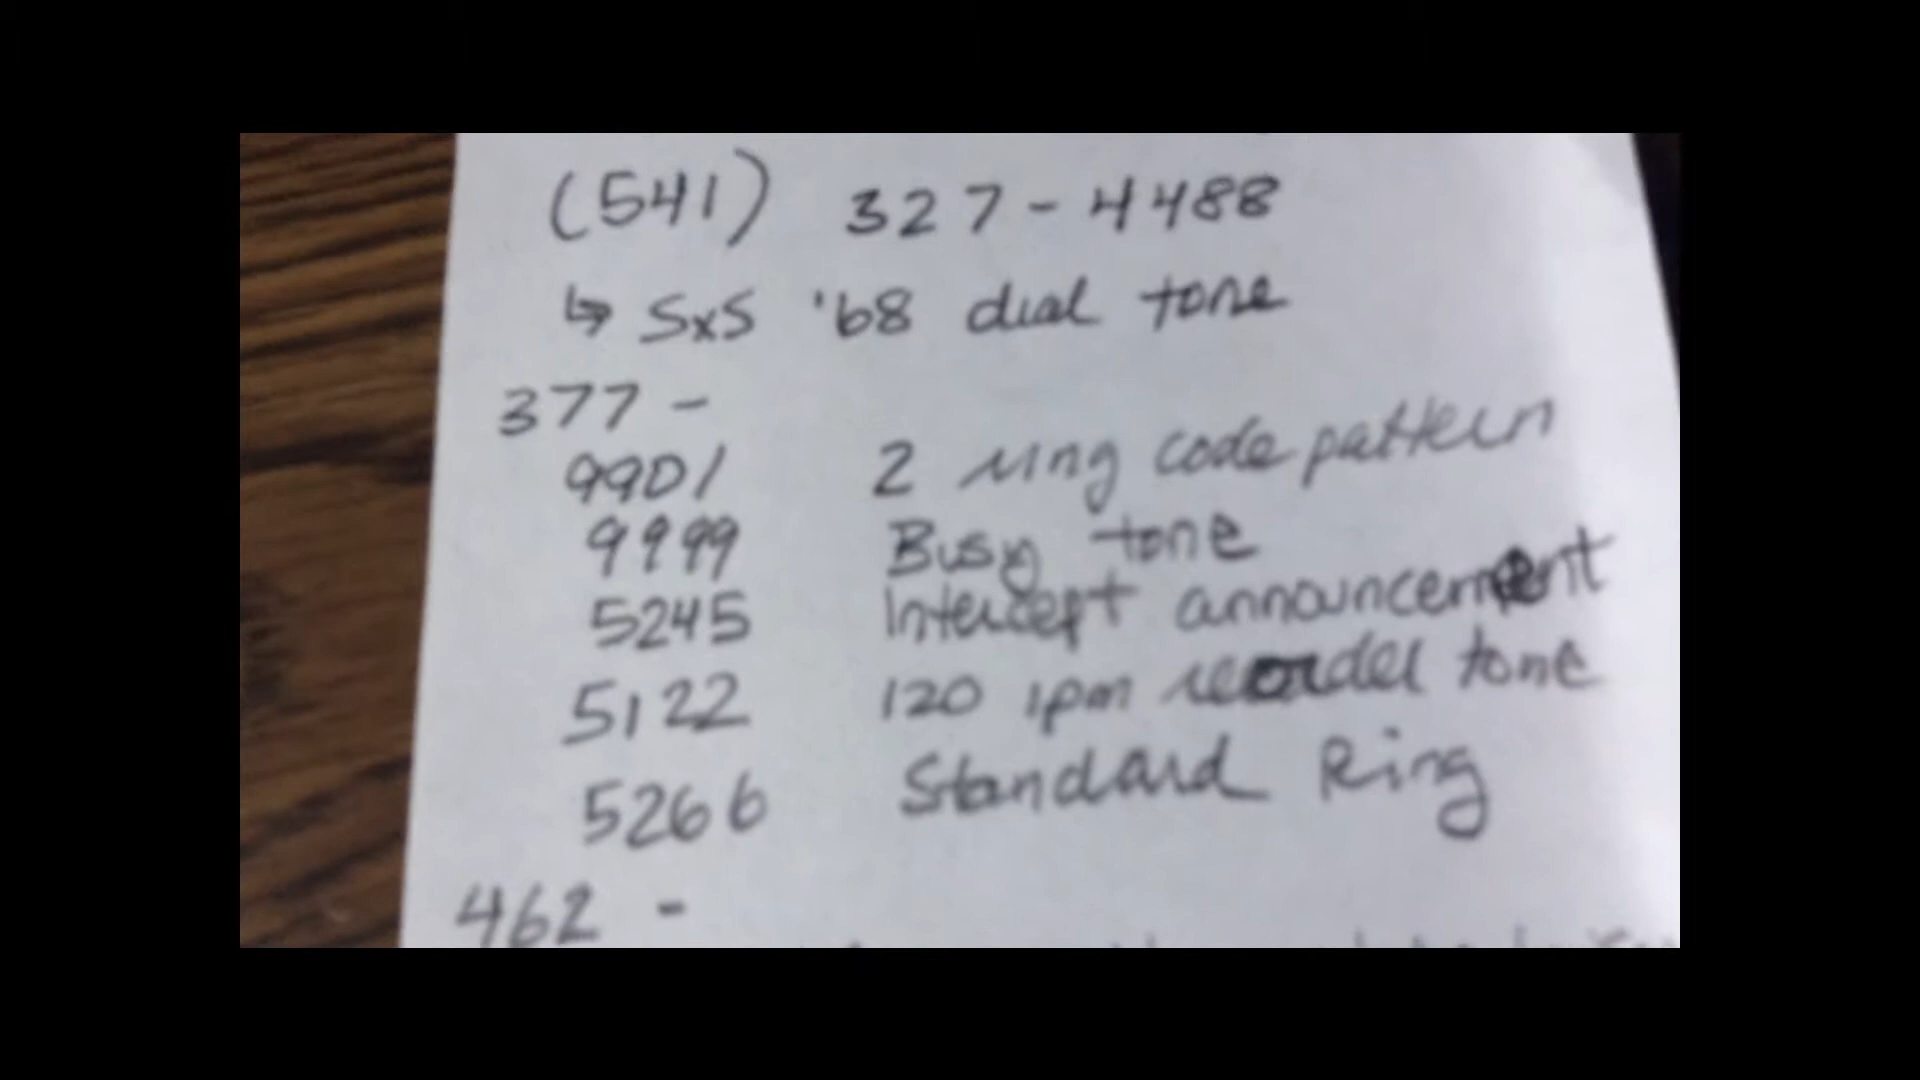 (541) 327-4488
↳ SxS '68 dial tone
377 -
9901 2 ring code pattern
9999 Busy tone
5245 Intercept announcement
5122 120 ipm reorder tone
5266 Standard Ring
462 -